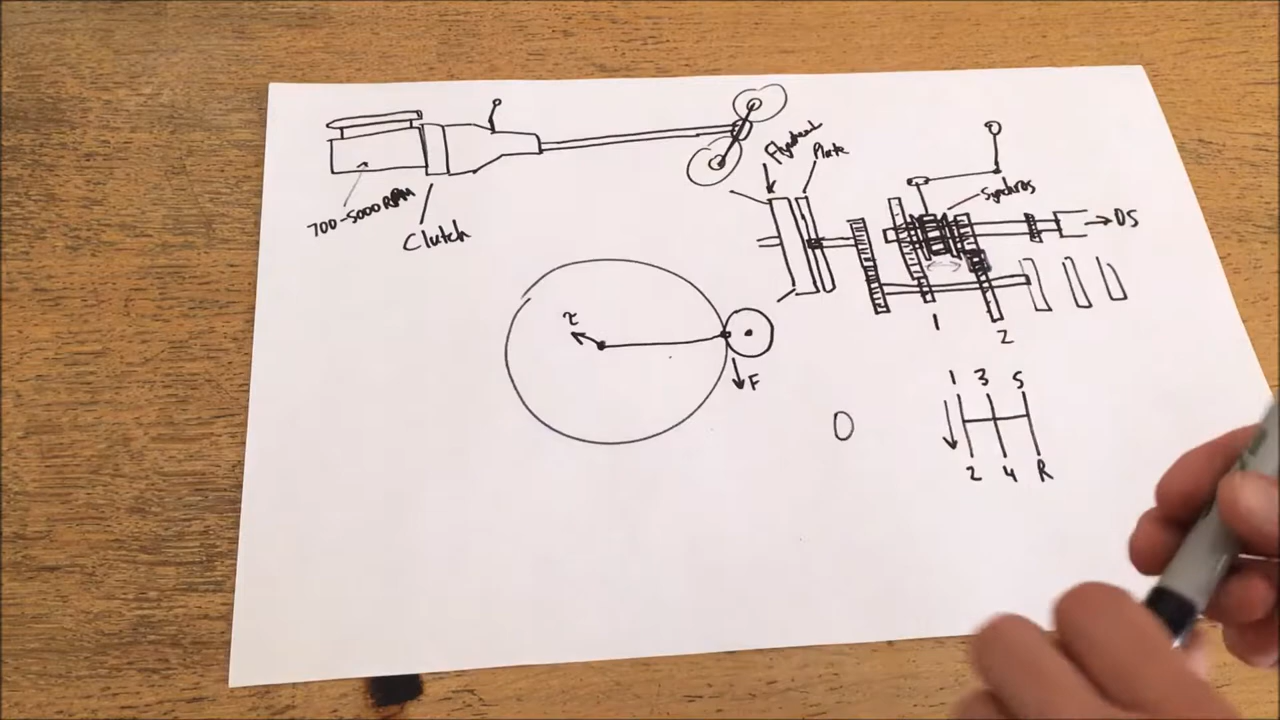 700-5000 RPM
Clutch
Flywheel
Plate
Synchros
→ DS
1
2
τ
F
1 3 5
2 4 R